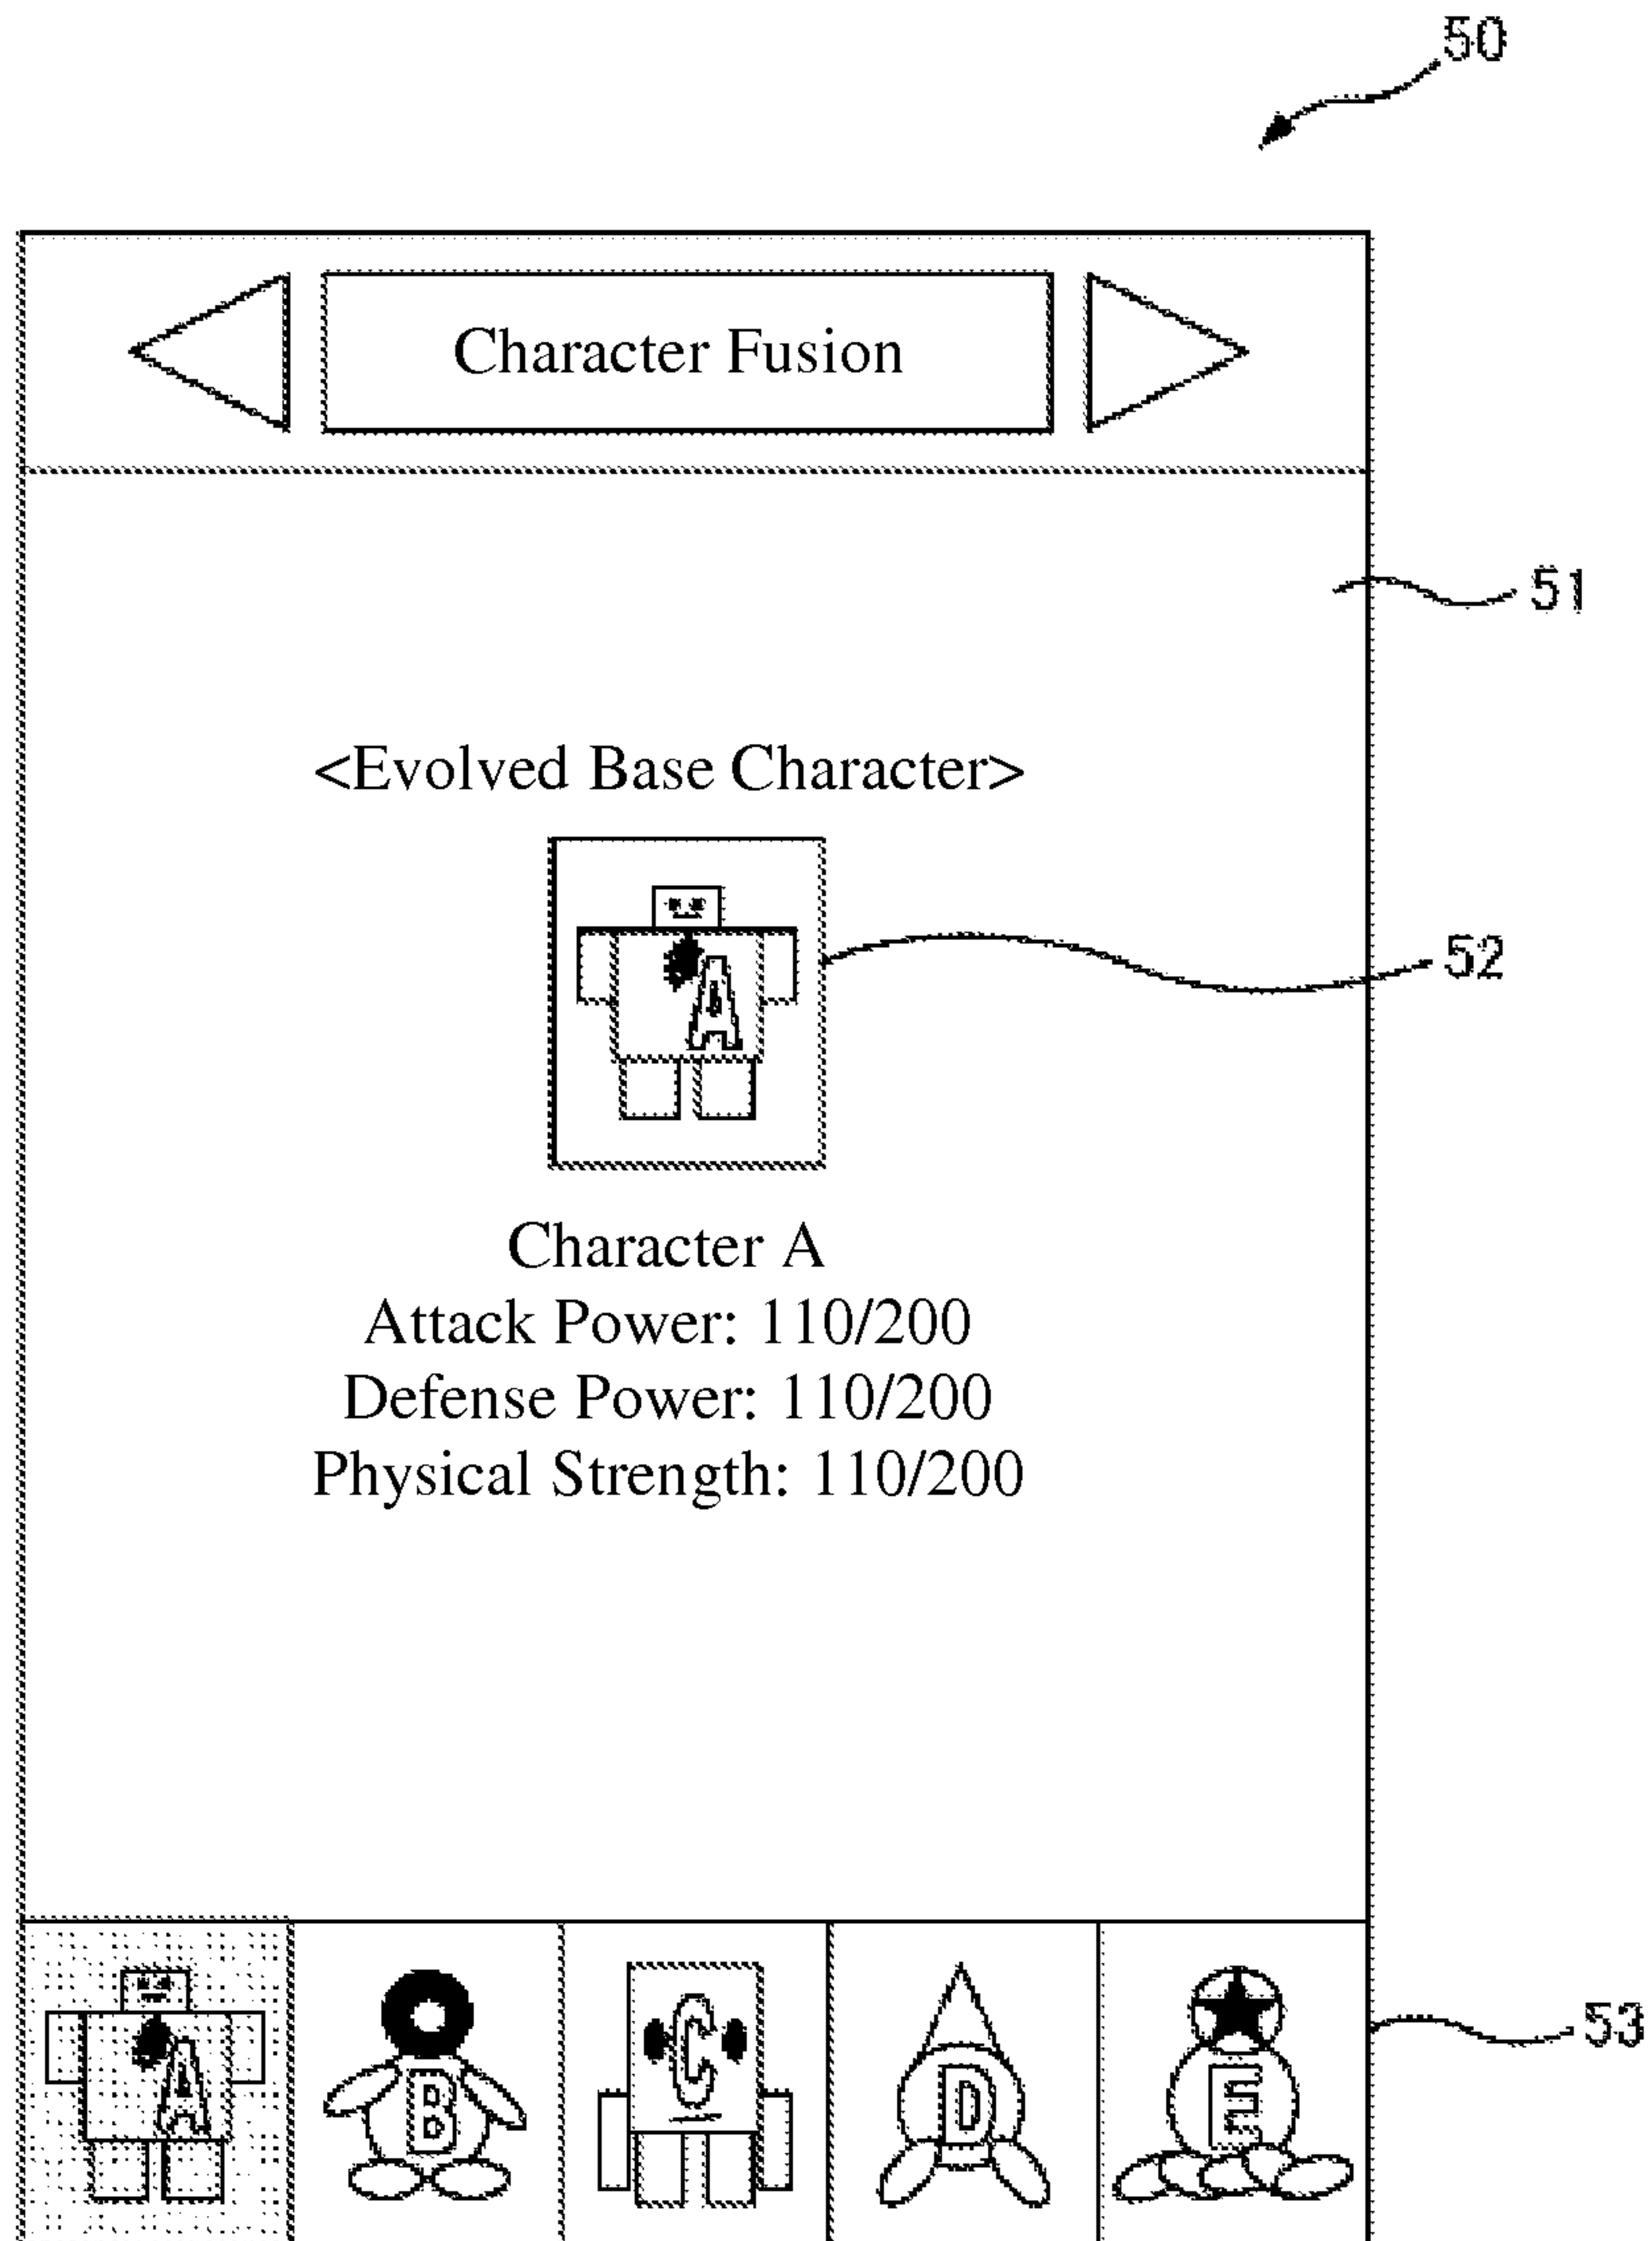 50
Character Fusion
51
<Evolved Base Character>
A
52
Character A
Attack Power: 110/200
Defense Power: 110/200
Physical Strength: 110/200
A B C D E
53